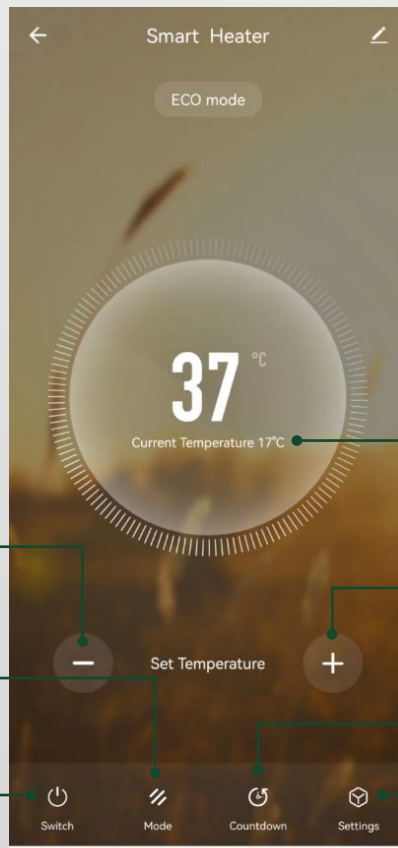 Smart Heater
ECO mode
37 °C
Current Temperature 17°C
Set Temperature
Switch Mode Countdown Settings